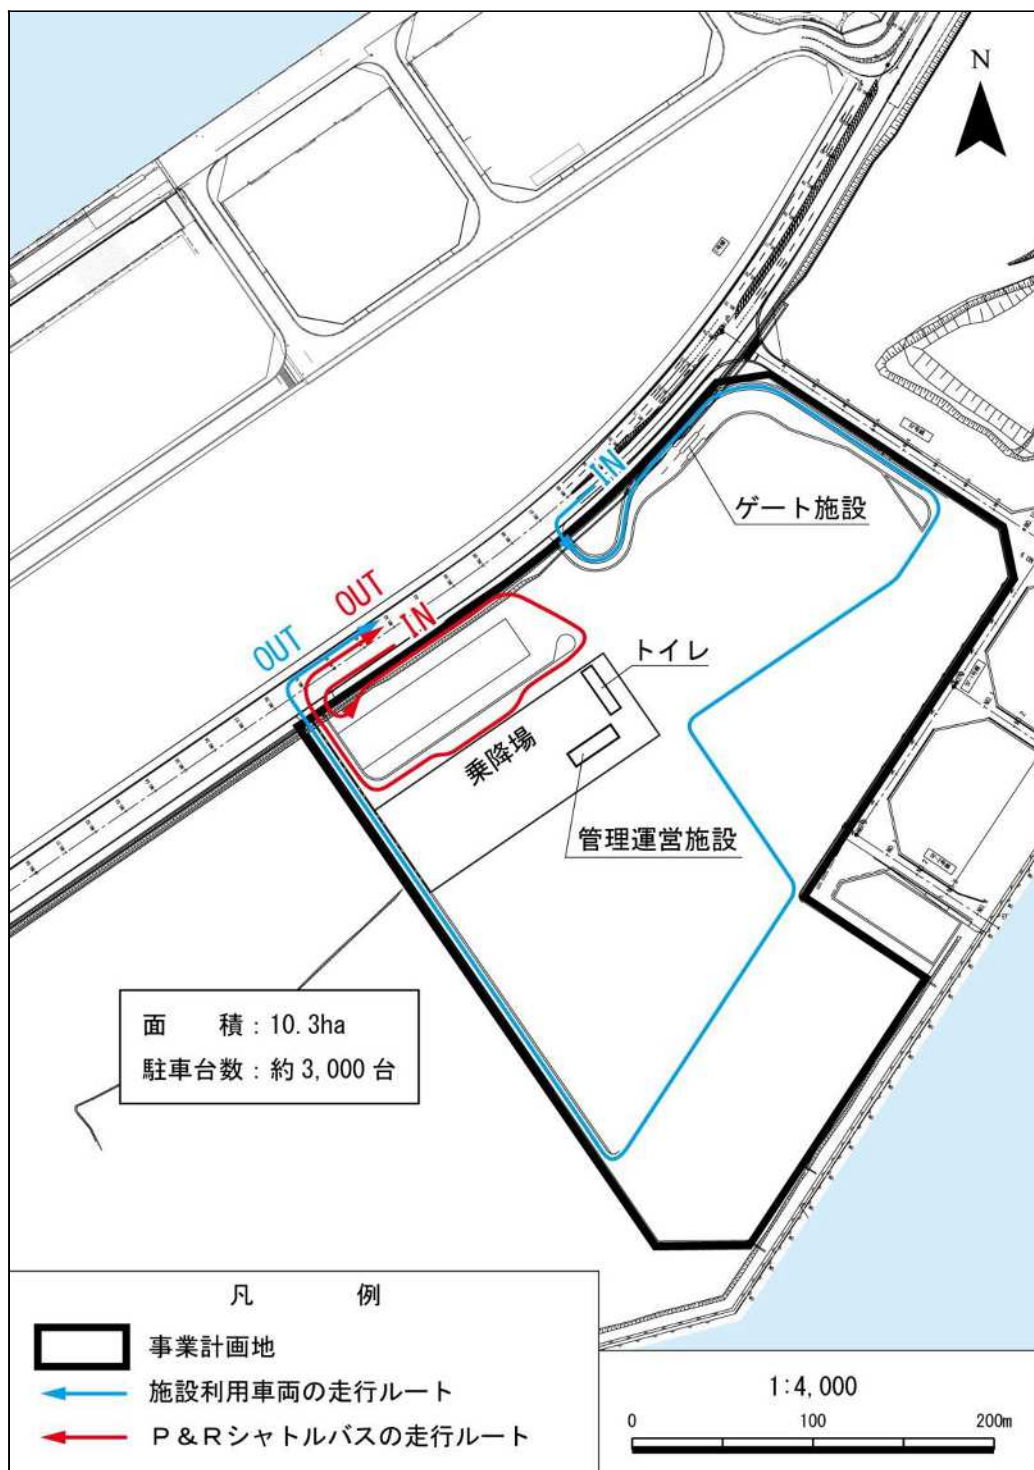 N
IN
ゲート施設
OUT
IN
OUT
トイレ
乗降場
管理運営施設
面　　積：10.3ha
駐車台数：約3,000台
凡　　　例
事業計画地
施設利用車両の走行ルート
P＆Rシャトルバスの走行ルート
1:4,000
0 100 200m